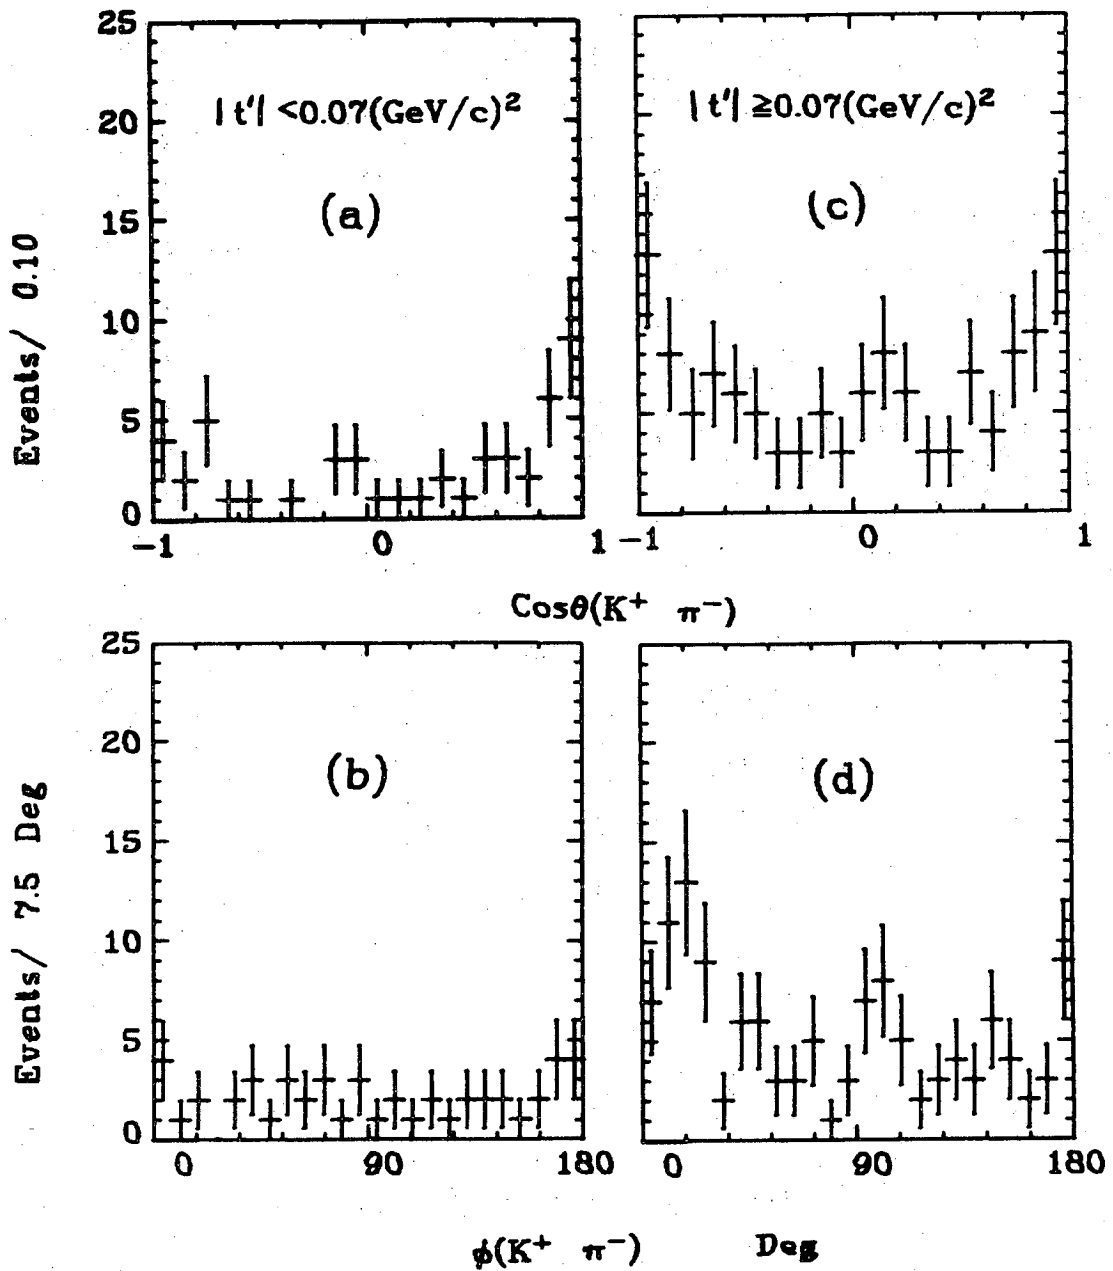 25
20
15
10
5
0
Events/ 0.10
|t'| <0.07(GeV/c)²
(a)
-1 0 1
|t'| ≧0.07(GeV/c)²
(c)
-1 0 1
Cosθ(K⁺ π⁻)
25
20
15
10
5
0
Events/ 7.5 Deg
(b)
0 90 180
(d)
0 90 180
ϕ(K⁺ π⁻) Deg